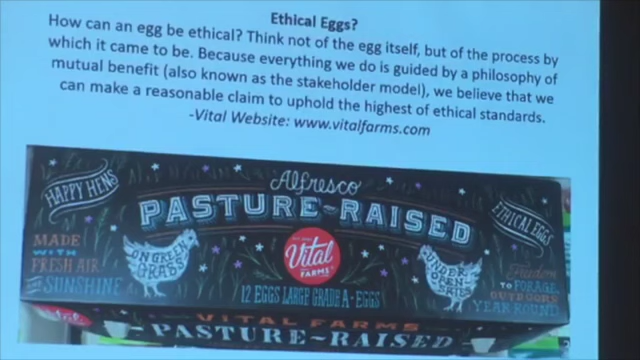 Ethical Eggs?
How can an egg be ethical? Think not of the egg itself, but of the process by
which it came to be. Because everything we do is guided by a philosophy of
mutual benefit (also known as the stakeholder model), we believe that we
can make a reasonable claim to uphold the highest of ethical standards.
-Vital Website: www.vitalfarms.com
Alfresco
PASTURE-RAISED
HAPPY HENS
ETHICAL EGGS
MADE
WITH
FRESH AIR
AND SUNSHINE
ON GREEN
GRASS
Vital
FARMS
UNDER
OPEN
SKIES
Freedom
TO FORAGE
OUTDOORS
YEAR-ROUND
12 EGGS LARGE GRADE A-EGGS
Vital
VITAL FARMS
PASTURE-RAISED